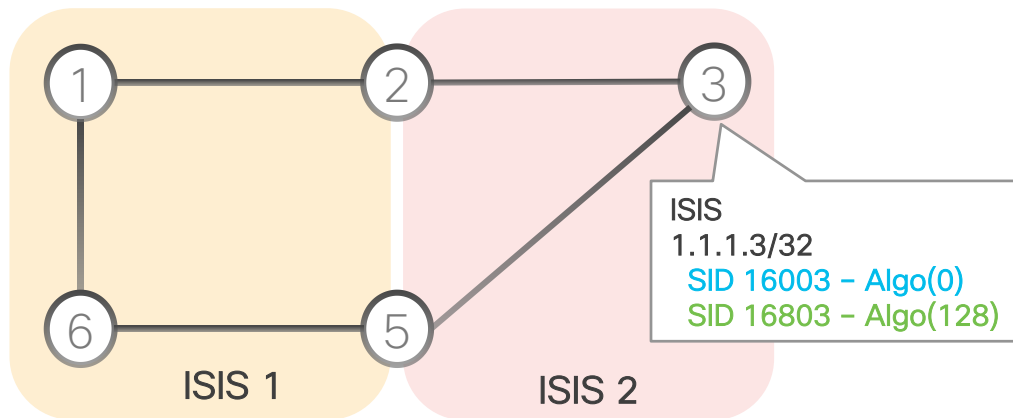 1
2
3
ISIS
1.1.1.3/32
SID 16003 – Algo(0)
SID 16803 – Algo(128)
6
5
ISIS 1
ISIS 2